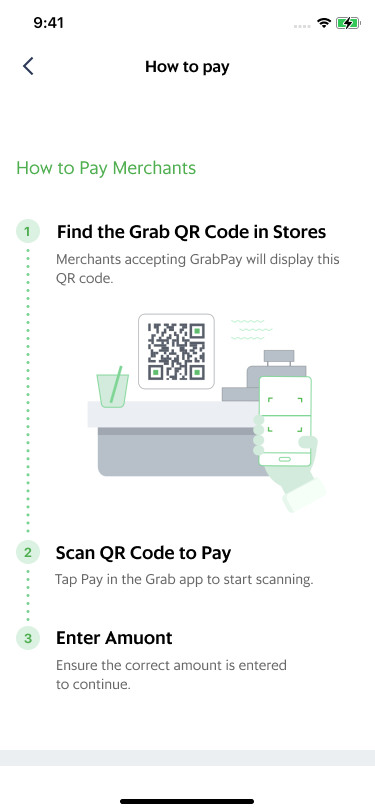 9:41
How to pay
How to Pay Merchants
1
Find the Grab QR Code in Stores
Merchants accepting GrabPay will display this
QR code.
2
Scan QR Code to Pay
Tap Pay in the Grab app to start scanning.
3
Enter Amuont
Ensure the correct amount is entered
to continue.